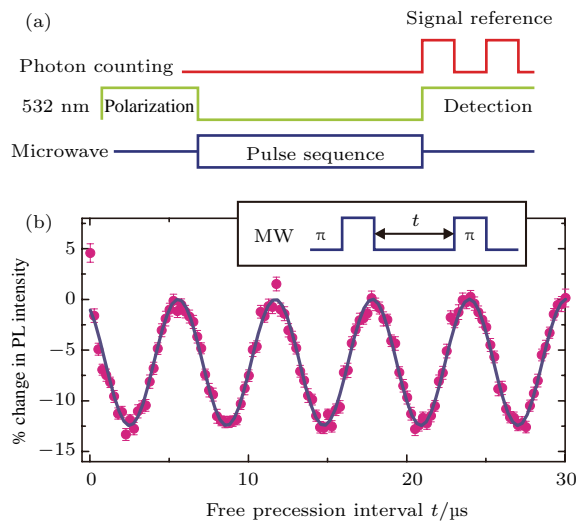 (a)
Signal reference
Photon counting
532 nm Polarization Detection
Microwave Pulse sequence
(b)
MW π t π
% change in PL intensity
5
0
−5
−10
−15
0 10 20 30
Free precession interval t/µs